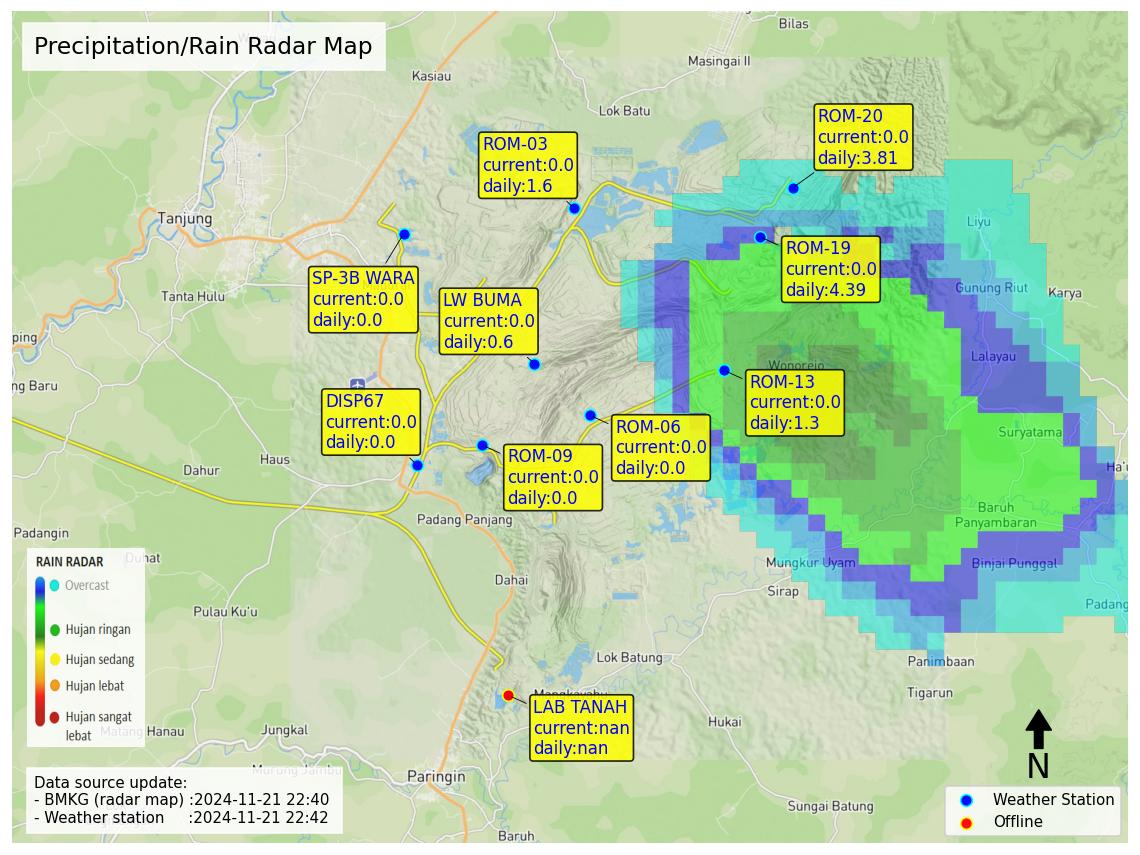 Precipitation/Rain Radar Map
Bilas
Masingai II
Kasiau
Lok Batu
ROM-20
current:0.0
daily:3.81
ROM-03
current:0.0
daily:1.6
Tanjung
Liyu
ROM-19
current:0.0
daily:4.39
SP-3B WARA
current:0.0
daily:0.0
Tanta Hulu
LW BUMA
current:0.0
daily:0.6
Gunung Riut
Karya
ping
Lalayau
Wonorejo
ng Baru
ROM-13
current:0.0
daily:1.3
DISP67
current:0.0
daily:0.0
ROM-06
current:0.0
daily:0.0
Suryatama
ROM-09
current:0.0
daily:0.0
Haus
Dahur
Ha'u
Baruh
Panyambaran
Padang Panjang
Padangin
RAIN RADAR
Overcast
Hujan ringan
Hujan sedang
Hujan lebat
Hujan sangat
lebat
Mungkur Uyam
Binjai Punggal
Dahai
Sirap
Padang
Pulau Ku'u
Lok Batung
Panimbaan
Tigarun
LAB TANAH
current:nan
daily:nan
Hukai
Jungkal
Paringin
Sungai Batung
Baruh
Data source update:
- BMKG (radar map) :2024-11-21 22:40
- Weather station :2024-11-21 22:42
N
Weather Station
Offline